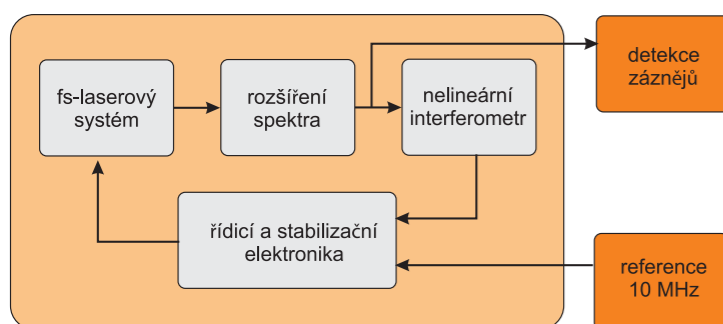 fs-laserový
systém
rozšíření
spektra
nelineární
interferometr
detekce
záznějů
řídicí a stabilizační
elektronika
reference
10 MHz